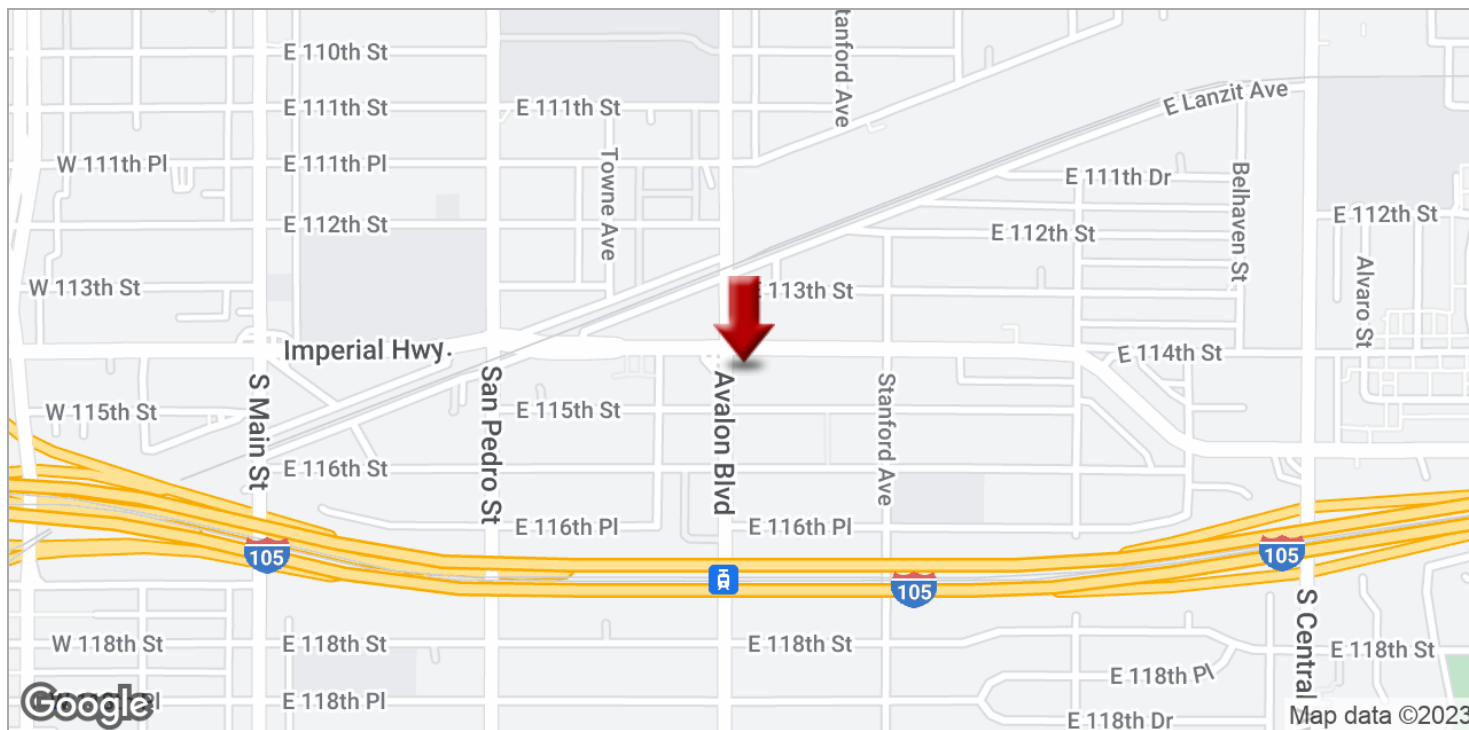 E 110th St
tanford Ave
E 111th St
E 111th St
E Lanzit Ave
W 111th Pl
E 111th Pl
Towne Ave
E 111th Dr
Belhaven St
E 112th St
E 112th St
E 112th St
W 113th St
113th St
Alvaro St
Imperial Hwy.
E 114th St
S Main St
San Pedro St
Avalon Blvd
Stanford Ave
W 115th St
E 115th St
E 116th St
E 116th Pl
E 116th Pl
105
105
105
W 118th St
E 118th St
E 118th St
S Central
E 118th St
E 118th Pl
E 118th Pl
E 118th Dr
Google
Map data ©2023